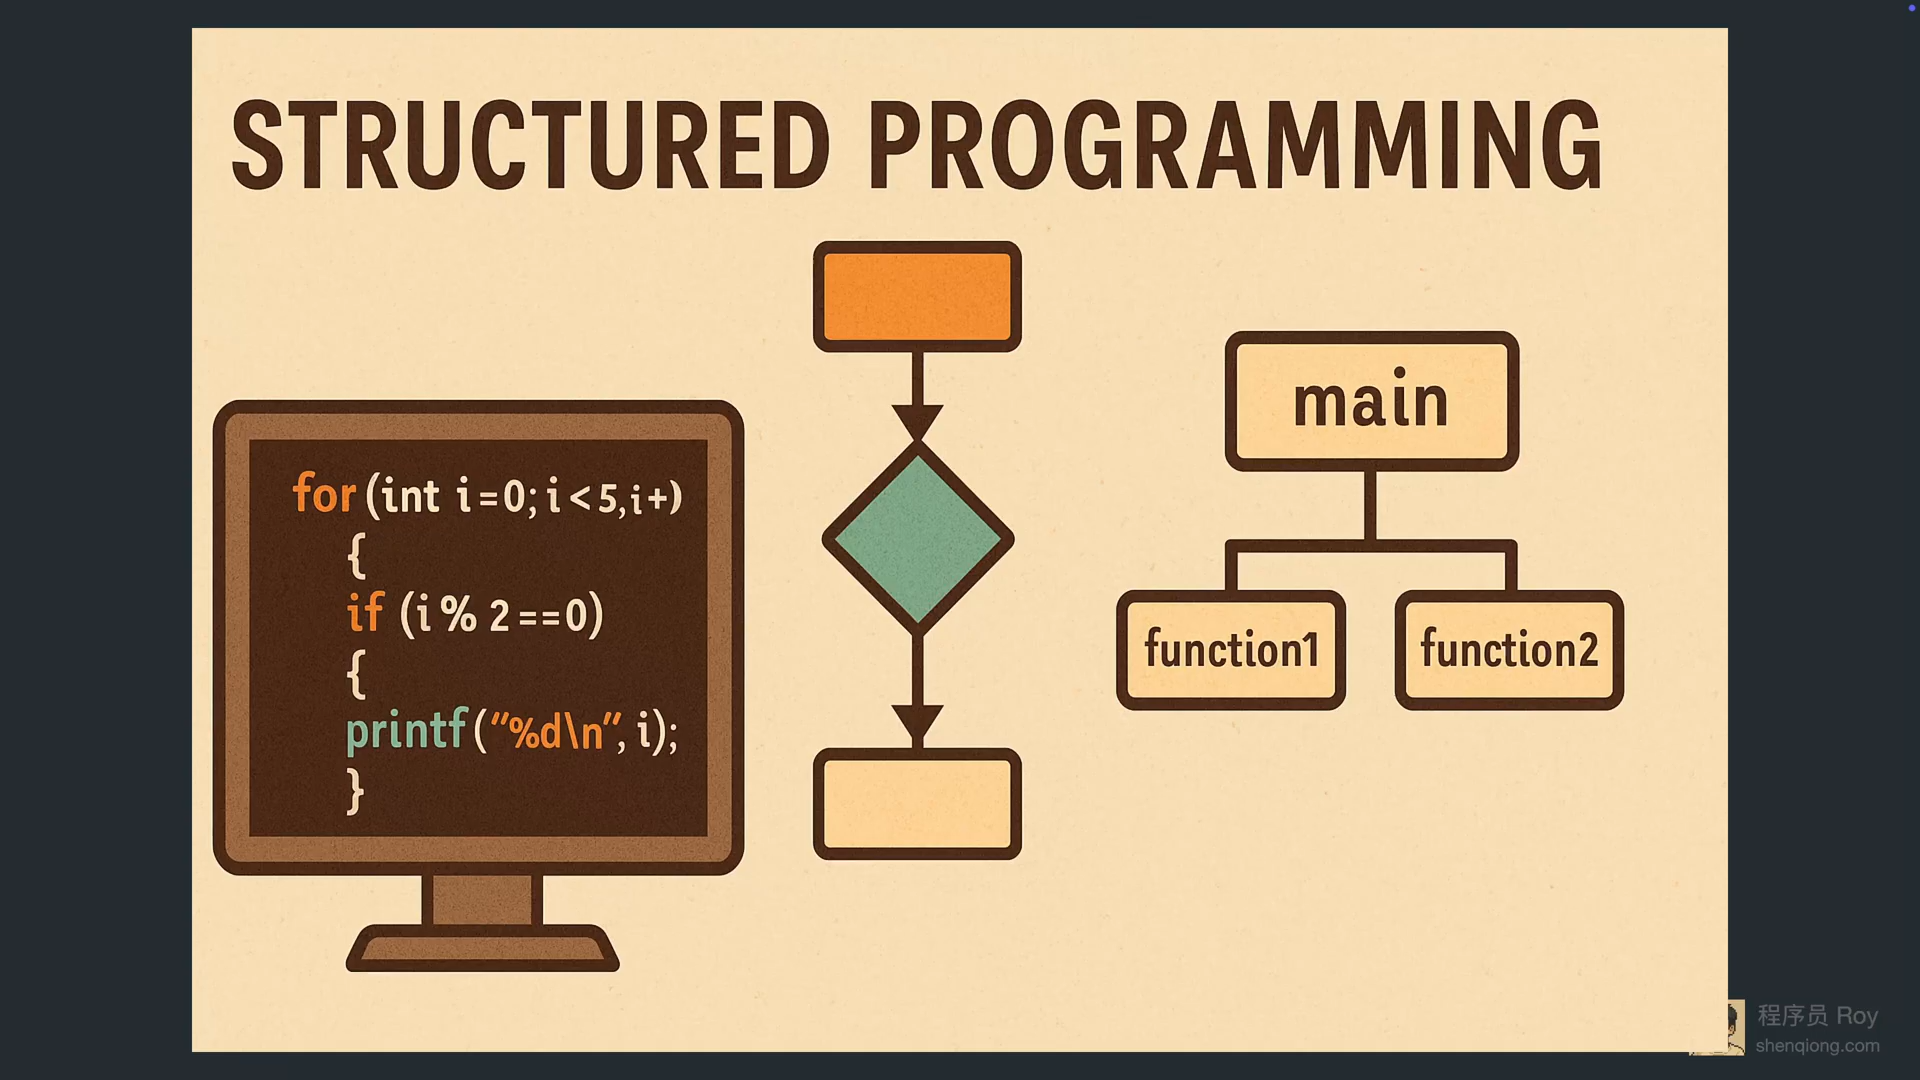 STRUCTURED PROGRAMMING
for (int i=0; i<5,i+)
{
if (i % 2==0)
{
printf("%d\n", i);
}
main
function1
function2
程序员 Roy
shenqiong.com